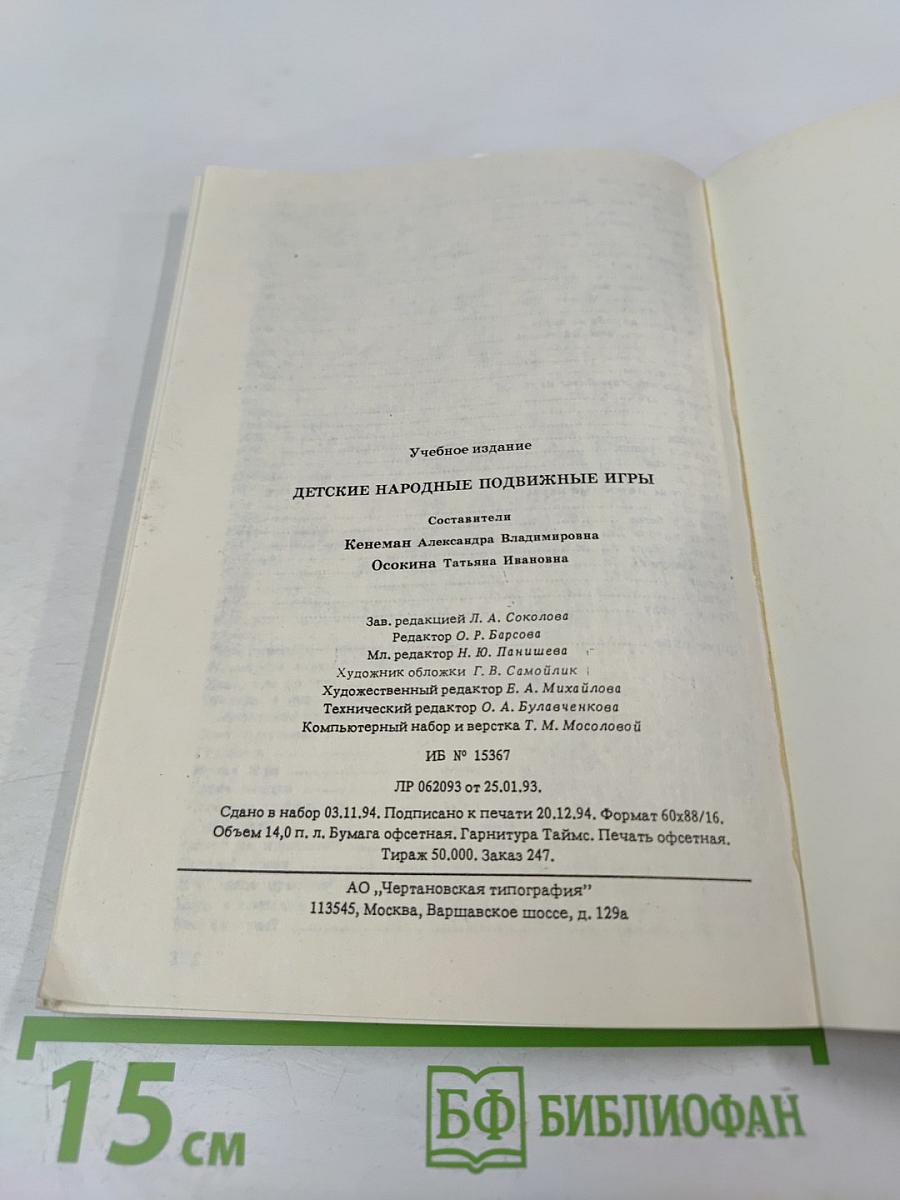 Учебное издание
ДЕТСКИЕ НАРОДНЫЕ ПОДВИЖНЫЕ ИГРЫ
Составители
Кенеман Александра Владимировна
Осокина Татьяна Ивановна
Зав. редакцией Л. А. Соколова
Редактор О. Р. Барсова
Мл. редактор Н. Ю. Панишева
Художник обложки Г. В. Самойлик
Художественный редактор Е. А. Михайлова
Технический редактор О. А. Булавченкова
Компьютерный набор и верстка Т. М. Мосоловой
ИБ № 15367
ЛР 062093 от 25.01.93.
Сдано в набор 03.11.94. Подписано к печати 20.12.94. Формат 60х88/16.
Объем 14,0 п. л. Бумага офсетная. Гарнитура Таймс. Печать офсетная.
Тираж 50.000. Заказ 247.
АО „Чертановская типография”
113545, Москва, Варшавское шоссе, д. 129а
15 см
БФ БИБЛИОФАН